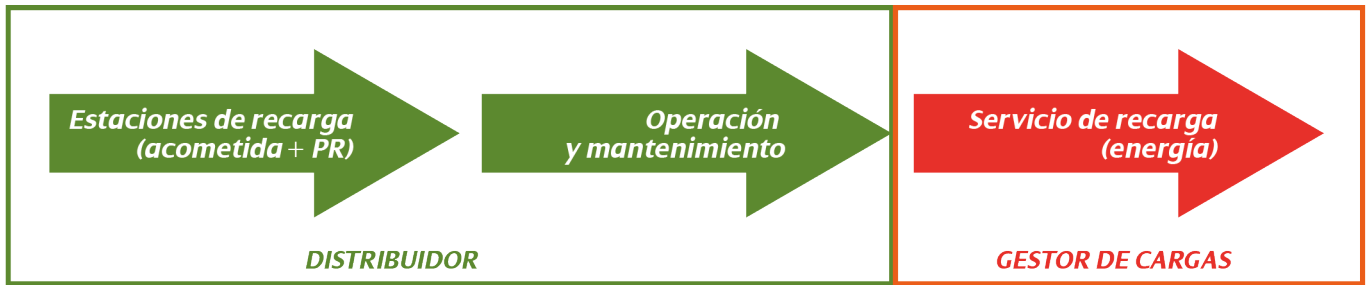 Estaciones de recarga
(acometida + PR)
Operación
y mantenimiento
Servicio de recarga
(energía)
DISTRIBUIDOR
GESTOR DE CARGAS